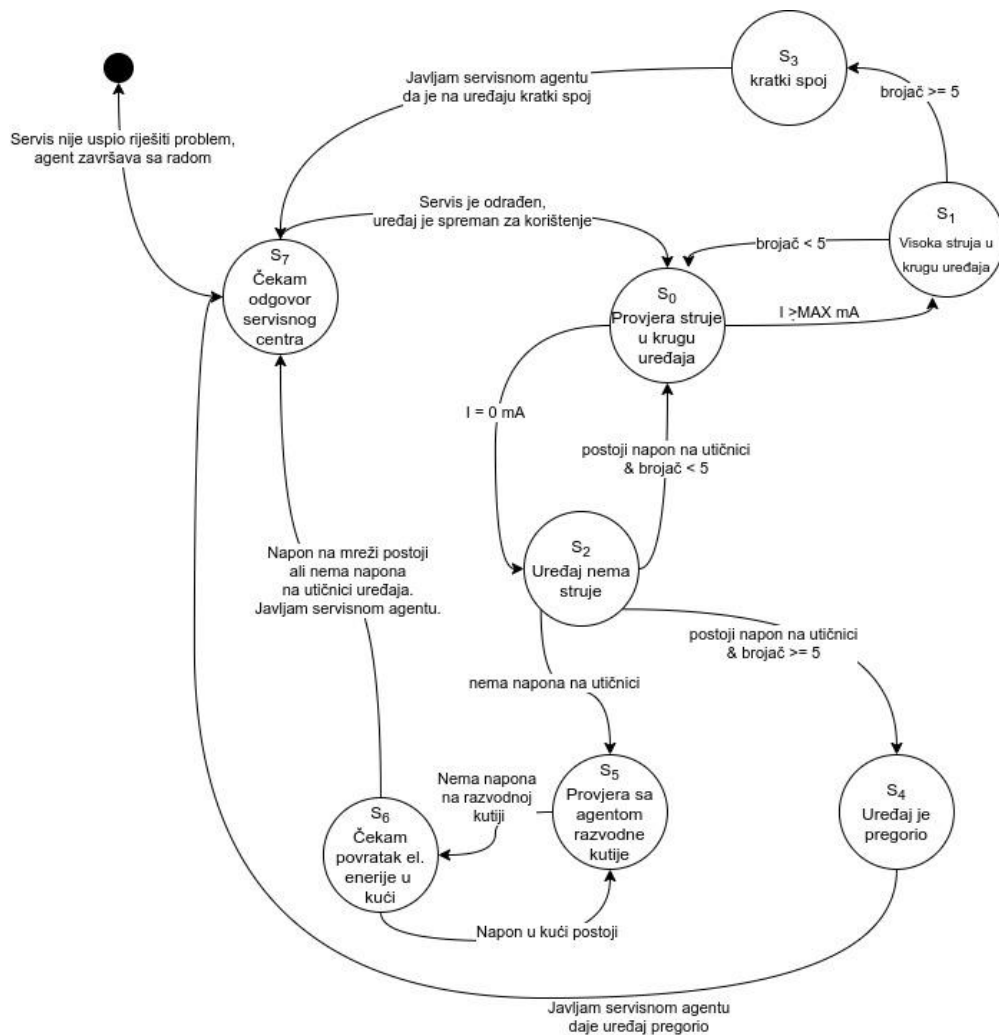 S3
kratki spoj
Javljam servisnom agentu
da je na uređaju kratki spoj
brojač >= 5
Servis nije uspio riješiti problem,
agent završava sa radom
Servis je odrađen,
uređaj je spreman za korištenje
S1
Visoka struja u
krugu uređaja
brojač < 5
S7
Čekam
odgovor
servisnog
centra
S0
Provjera struje
u krugu
uređaja
I >MAX mA
I = 0 mA
postoji napon na utičnici
& brojač < 5
S2
Uređaj nema
struje
Napon na mreži postoji
ali nema napona
na utičnici uređaja.
Javljam servisnom agentu.
postoji napon na utičnici
& brojač >= 5
nema napona na utičnici
S5
Provjera sa
agentom
razvodne
kutije
Nema napona
na razvodnoj
kutiji
S4
Uređaj je
pregorio
S6
Čekam
povratak el.
enerije u
kući
Napon u kući postoji
Javljam servisnom agentu
daje uređaj pregorio